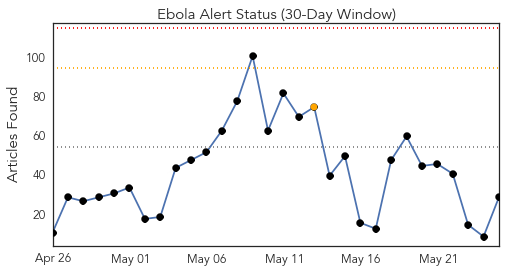 Ebola Alert Status (30-Day Window)
Articles Found
100
80
60
40
20
Apr 26 May 01 May 06 May 11 May 16 May 21